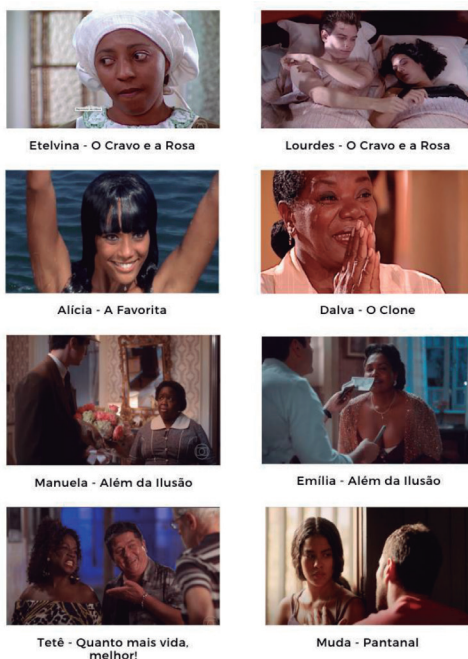 Etelvina - O Cravo e a Rosa
Lourdes - O Cravo e a Rosa
Alícia - A Favorita
Dalva - O Clone
Manuela - Além da Ilusão
Emília - Além da Ilusão
Tetê - Quanto mais vida,
melhor!
Muda - Pantanal